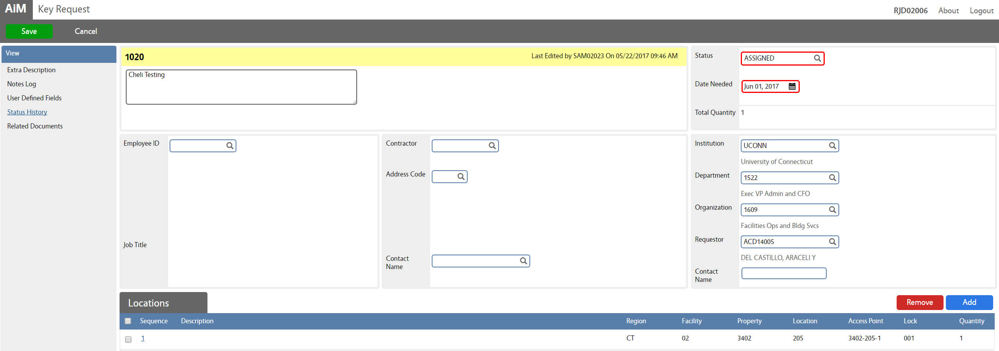 AiM Key Request RJD02006 About Logout
Save Cancel
View
Extra Description
Notes Log
User Defined Fields
Status History
Related Documents
1020 Last Edited by SAM02023 On 05/22/2017 09:46 AM
Cheli Testing
Status ASSIGNED
Date Needed Jun 01, 2017
Total Quantity 1
Employee ID
Job Title
Contractor
Address Code
Contact
Name
Institution UCONN
University of Connecticut
Department 1522
Exec VP Admin and CFO
Organization 1609
Facilities Ops and Bldg Svcs
Requestor ACD14005
DEL CASTILLO, ARACELI Y
Contact
Name
Locations Remove Add
Sequence Description Region Facility Property Location Access Point Lock Quantity
1 CT 02 3402 205 3402-205-1 001 1